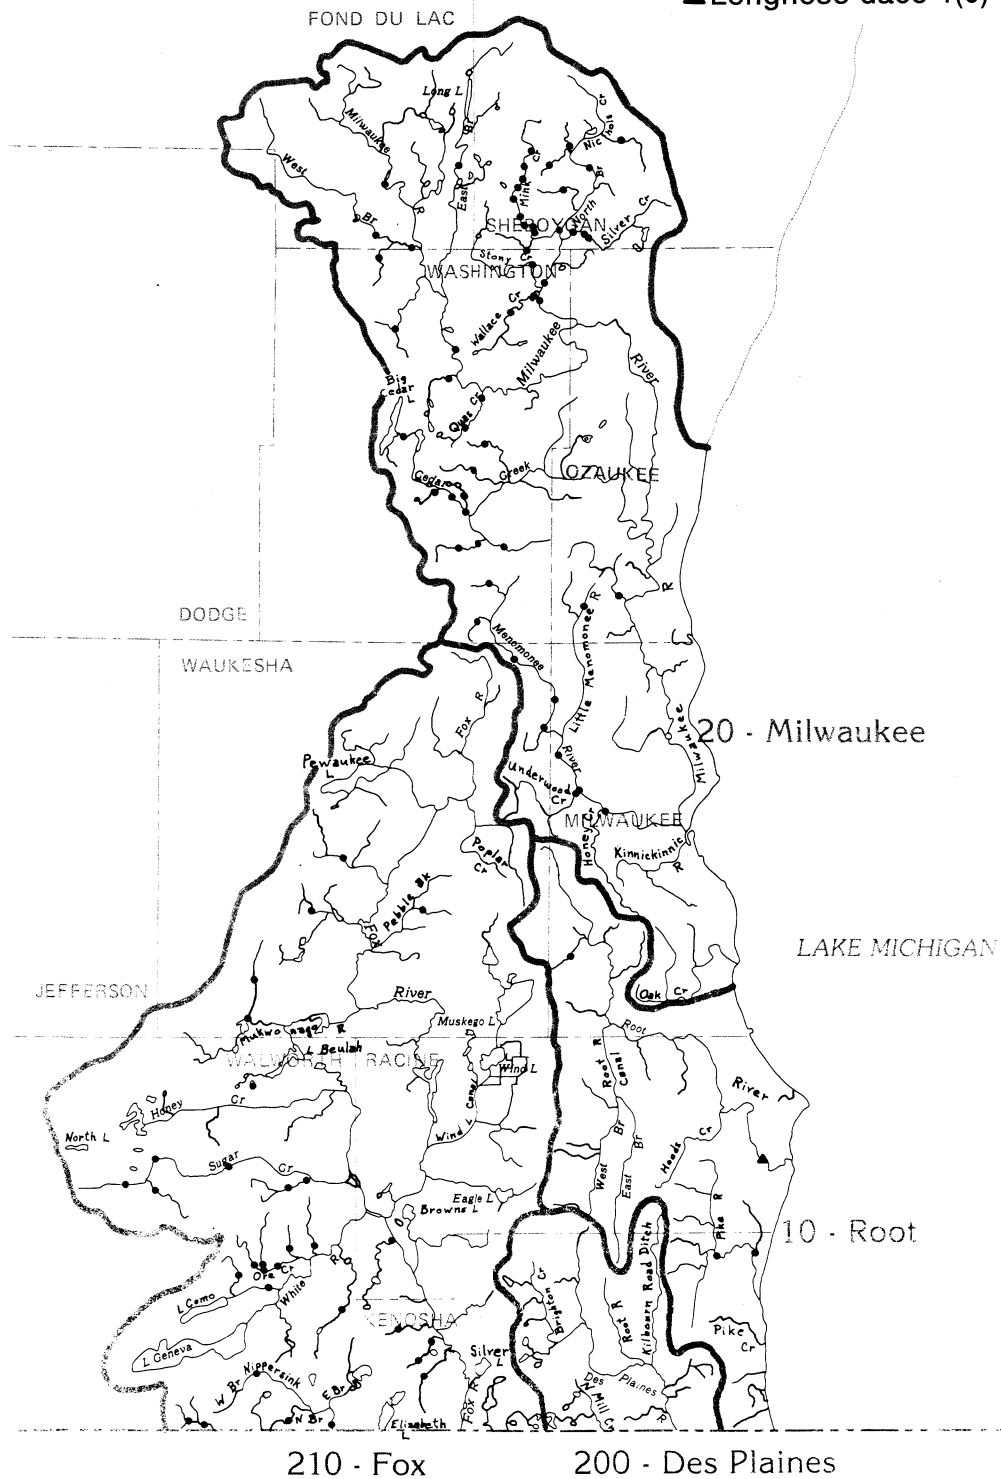 Longnose dace
FOND DU LAC
Long L
Milwaukee
R
East
Br
Nichols
Cr
West
Br
Mink
Cr
North
Br
SHEBOYGAN
Silver
Cr
Stony
Cr
WASHINGTON
Wallace
Cr
Milwaukee
River
Big
Cedar
L
Quas Cr
Cedar
Creek
OZAUKEE
R
DODGE
WAUKESHA
Menomonee
Little Menomonee R
Fox
R
Milwaukee
20 - Milwaukee
Pewaukee
L
River
Underwood
Cr
MILWAUKEE
Honey Cr
Kinnickinnic
R
Poplar
Cr
Pebble Bk
Fox
LAKE MICHIGAN
JEFFERSON
River
Oak Cr
Muskego L
Root
Mukwonago R
L Beulah
WALWORTH
RACINE
Wind L
Root R
Canal
River
Honey
Cr
Wind L Canal
North L
Br
Br
Hoods
Cr
Sugar
Cr
West
East
Eagle L
Browns L
Pike R
10 - Root
Ore Cr
R
White
L Como
Brighton
Cr
Root R
Kilbourn Road Ditch
KENOSHA
Pike
Cr
L Geneva
Silver
L
W Br
Nippersink
E Br
Fox R
Des
Plaines
R
Mill Cr
N Br
Elizabeth
L
210 - Fox
200 - Des Plaines